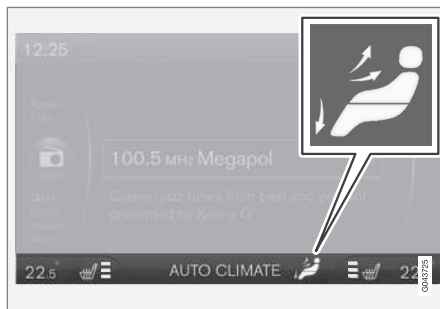 12:25
Radio
100.5 MHz Megapol
Classic jazz tunes from past and present
presented by Kenny G
22.5° AUTO CLIMATE 22
G043725